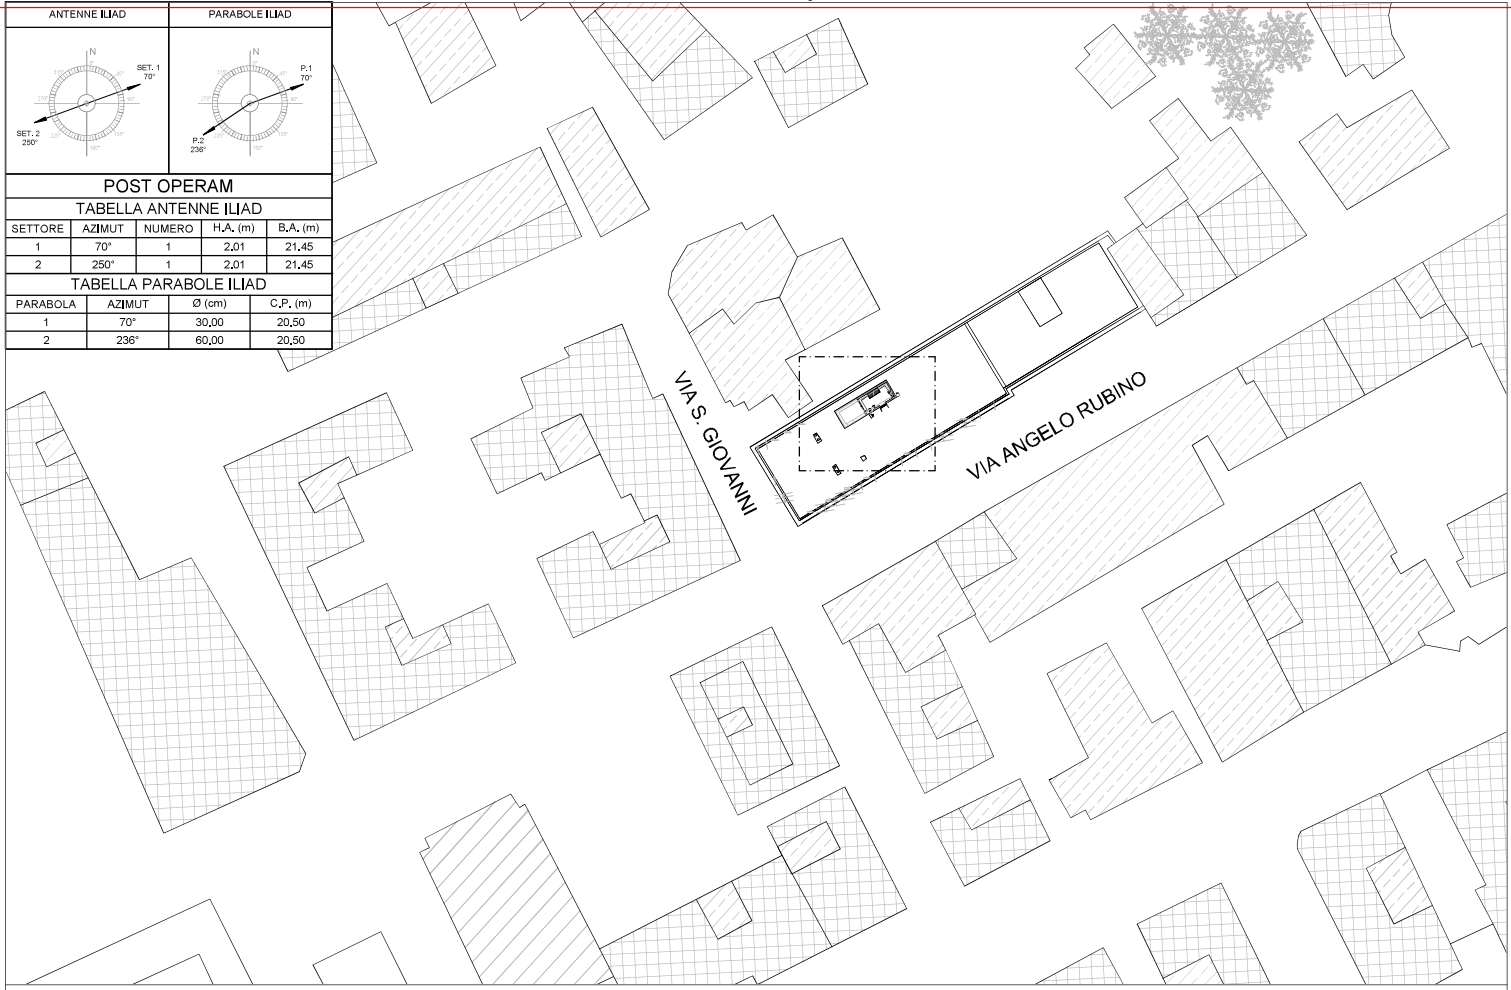 ANTENNE ILIAD PARABOLE ILIAD
N
SET. 1
70°
SET. 2
250°
N
P.1
70°
P.2
236°
POST OPERAM
TABELLA ANTENNE ILIAD
SETTORE AZIMUT NUMERO H.A. (m) B.A. (m)
1 70° 1 2.01 21.45
2 250° 1 2.01 21.45
TABELLA PARABOLE ILIAD
PARABOLA AZIMUT Ø (cm) C.P. (m)
1 70° 30,00 20,50
2 236° 60,00 20,50
VIA S. GIOVANNI
VIA ANGELO RUBINO